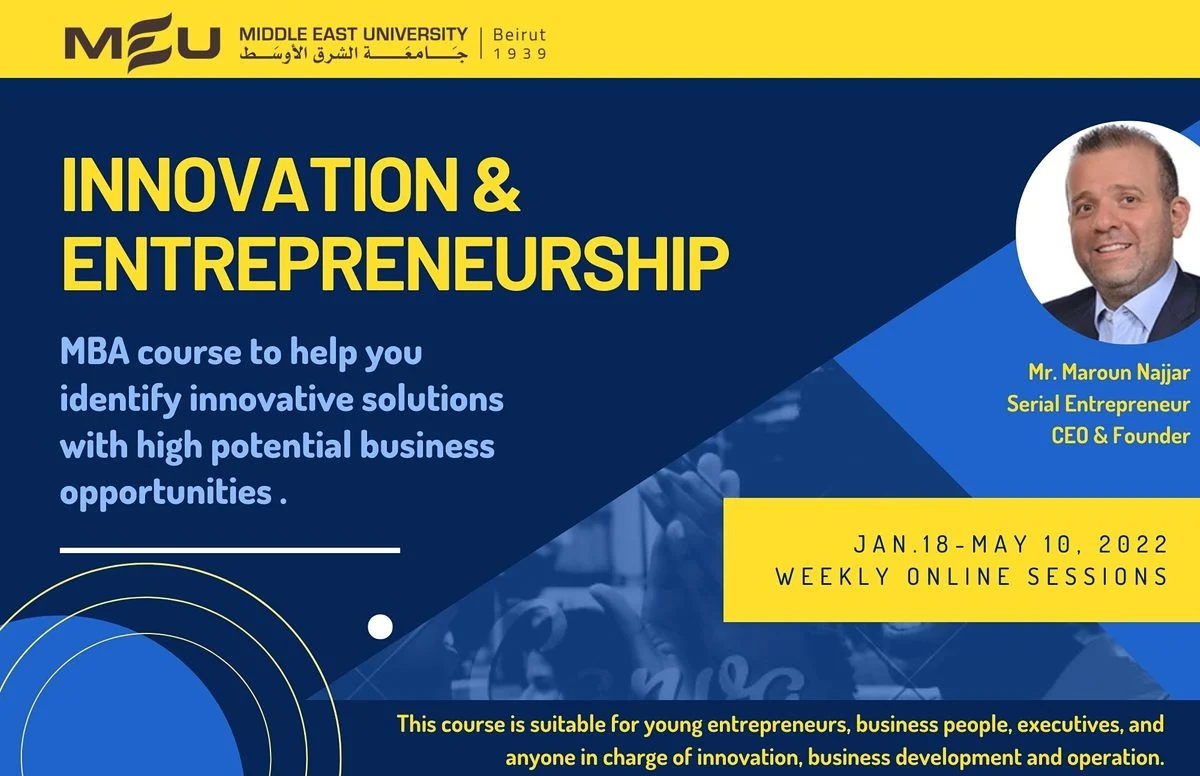 MEU
MIDDLE EAST UNIVERSITY
جـامعـة الشرق الأوسـط
Beirut
1939
INNOVATION &
ENTREPRENEURSHIP
MBA course to help you
identify innovative solutions
with high potential business
opportunities .
Mr. Maroun Najjar
Serial Entrepreneur
CEO & Founder
JAN.18-MAY 10, 2022
WEEKLY ONLINE SESSIONS
Canva
This course is suitable for young entrepreneurs, business people, executives, and
anyone in charge of innovation, business development and operation.